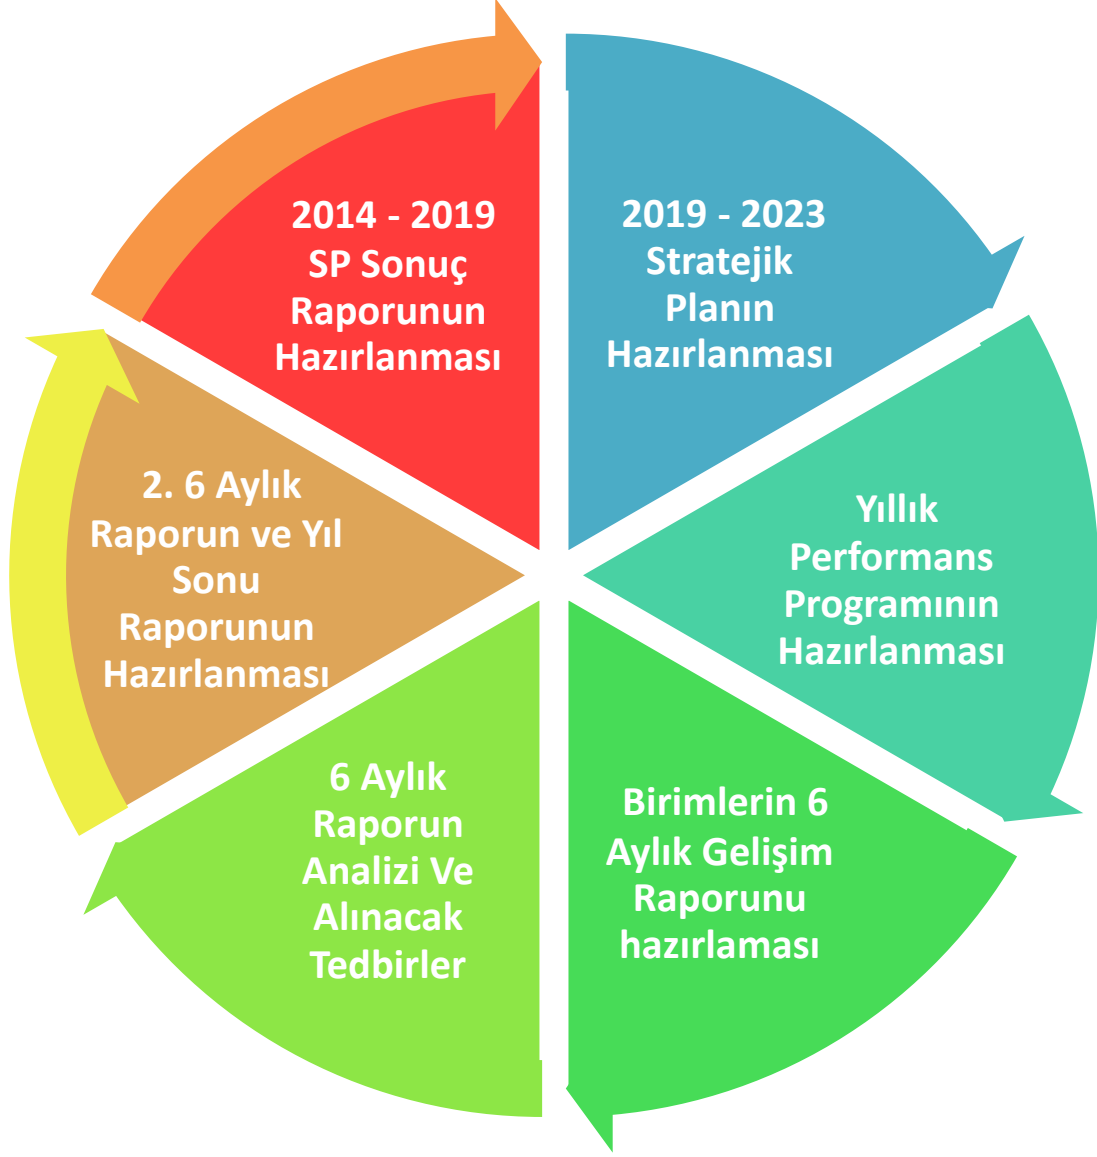 2019 - 2023
Stratejik
Planın
Hazırlanması
Yıllık
Performans
Programının
Hazırlanması
Birimlerin 6
Aylık Gelişim
Raporunu
hazırlaması
6 Aylık
Raporun
Analizi Ve
Alınacak
Tedbirler
2. 6 Aylık
Raporun ve Yıl
Sonu
Raporunun
Hazırlanması
2014 - 2019
SP Sonuç
Raporunun
Hazırlanması